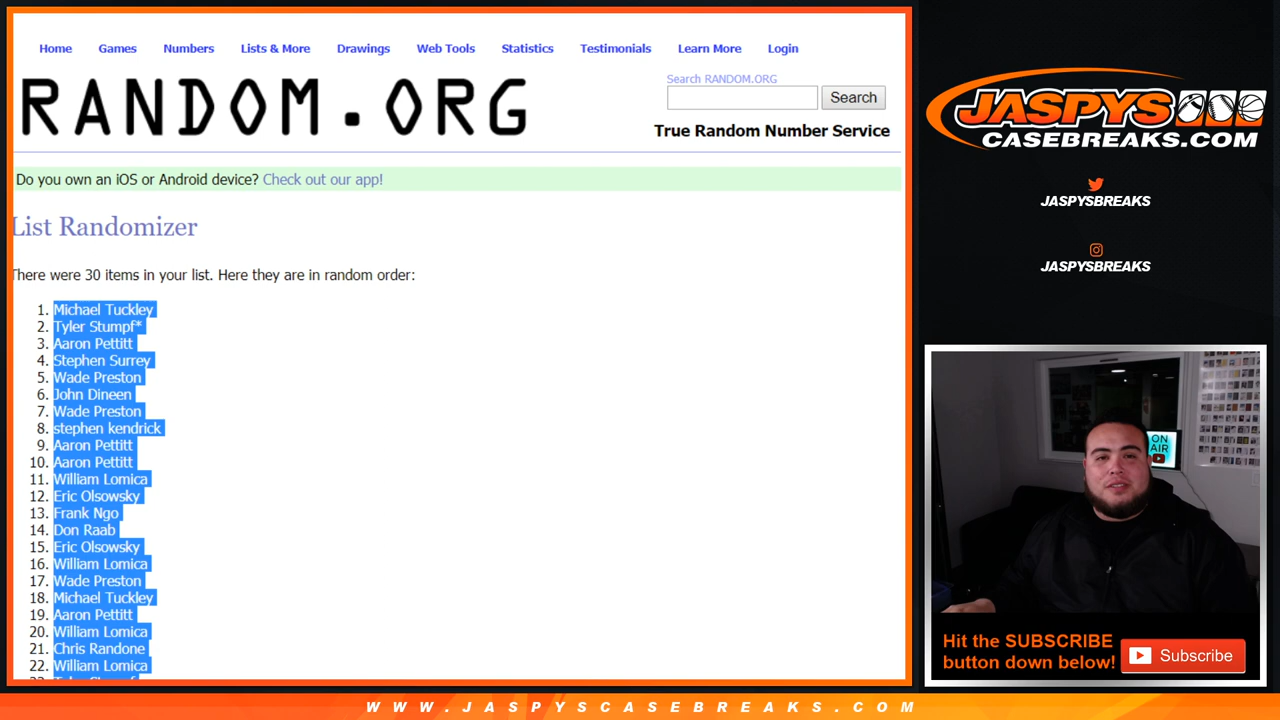 Home Games Numbers Lists & More Drawings Web Tools Statistics Testimonials Learn More Login
RANDOM.ORG
Search RANDOM.ORG
Search
True Random Number Service
Do you own an iOS or Android device? Check out our app!
List Randomizer
There were 30 items in your list. Here they are in random order:
1. Michael Tuckley
2. Tyler Stumpf*
3. Aaron Pettitt
4. Stephen Surrey
5. Wade Preston
6. John Dineen
7. Wade Preston
8. stephen kendrick
9. Aaron Pettitt
10. Aaron Pettitt
11. William Lomica
12. Eric Olsowsky
13. Frank Ngo
14. Don Raab
15. Eric Olsowsky
16. William Lomica
17. Wade Preston
18. Michael Tuckley
19. Aaron Pettitt
20. William Lomica
21. Chris Randone
22. William Lomica
JASPYS
CASEBREAKS.COM
JASPYSBREAKS
JASPYSBREAKS
ON
AIR
Hit the SUBSCRIBE
button down below!
Subscribe
WWW.JASPYSCASEBREAKS.COM